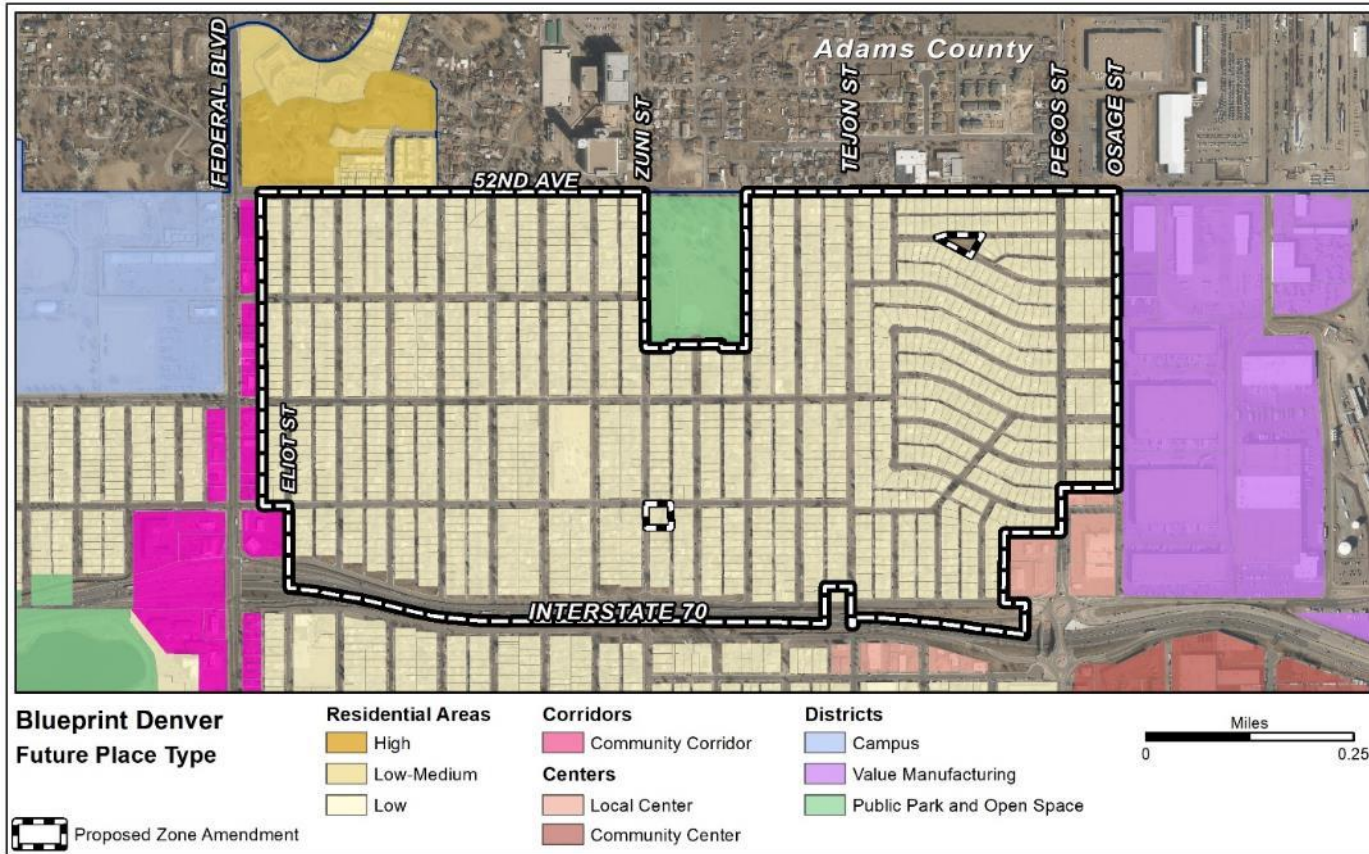 Adams County
FEDERAL BLVD
ZUNI ST
TEJON ST
PECOS ST
OSAGE ST
52ND AVE
ELIOT ST
INTERSTATE 70
Blueprint Denver
Future Place Type
Proposed Zone Amendment
Residential Areas
High
Low-Medium
Low
Corridors
Community Corridor
Centers
Local Center
Community Center
Districts
Campus
Value Manufacturing
Public Park and Open Space
Miles
0 0.25